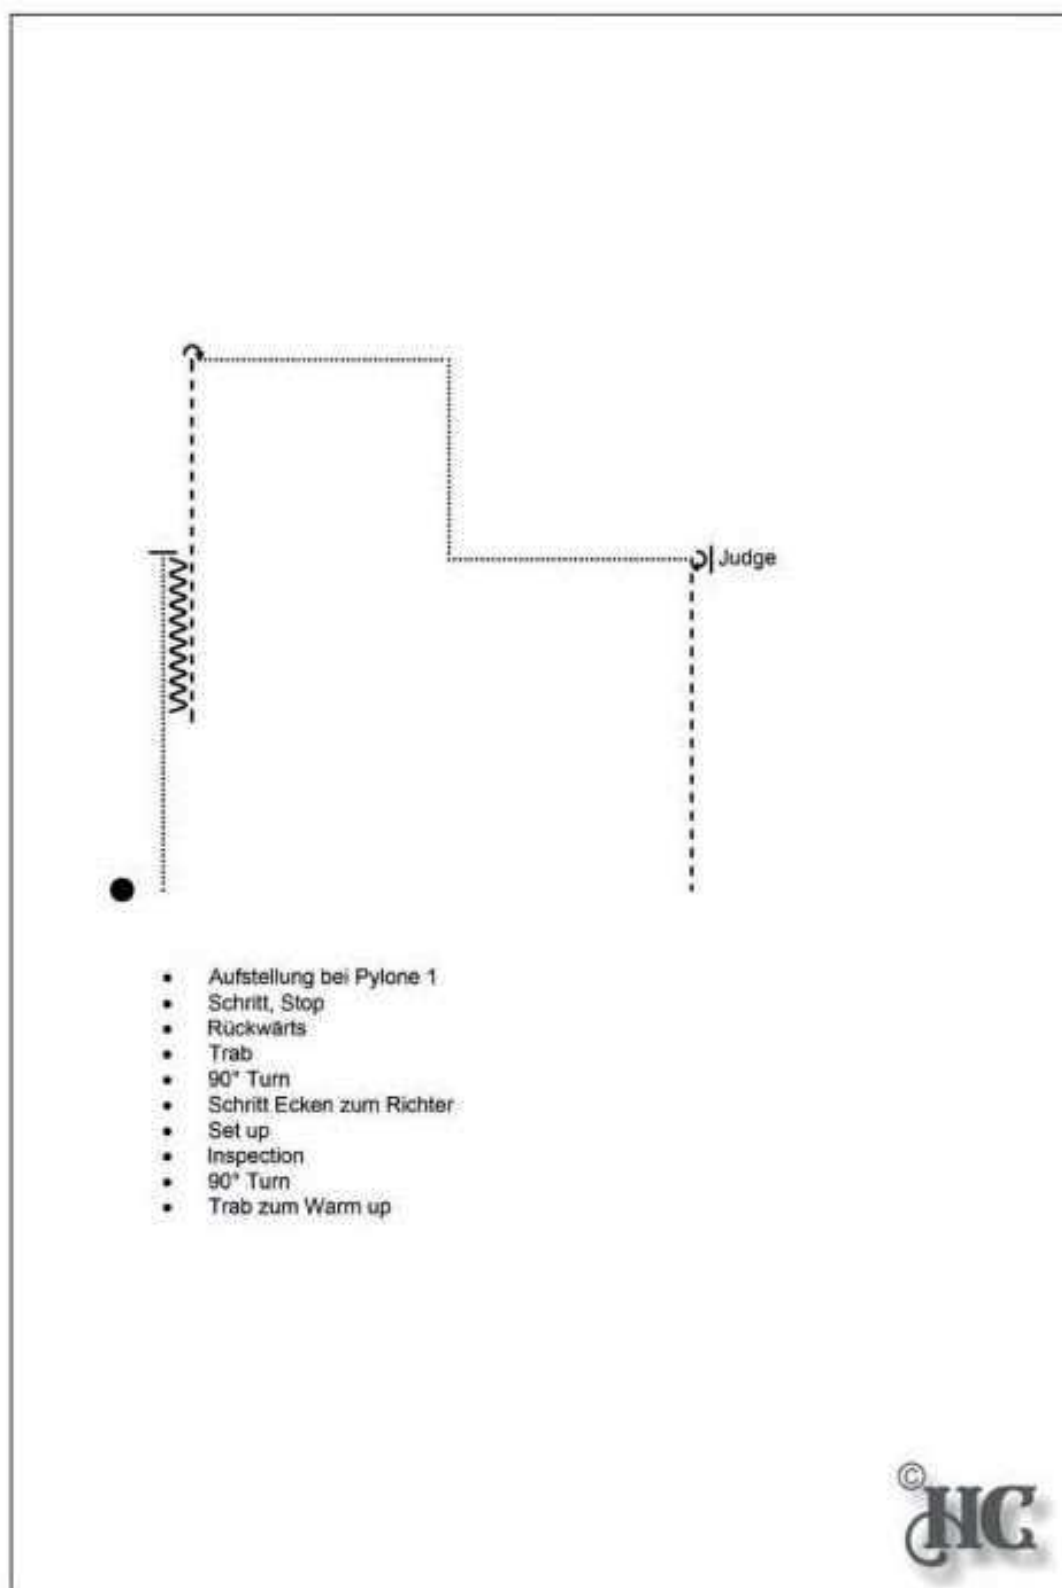 Judge
• Aufstellung bei Pylone 1
• Schritt, Stop
• Rückwärts
• Trab
• 90° Turn
• Schritt Ecken zum Richter
• Set up
• Inspection
• 90° Turn
• Trab zum Warm up
© HC